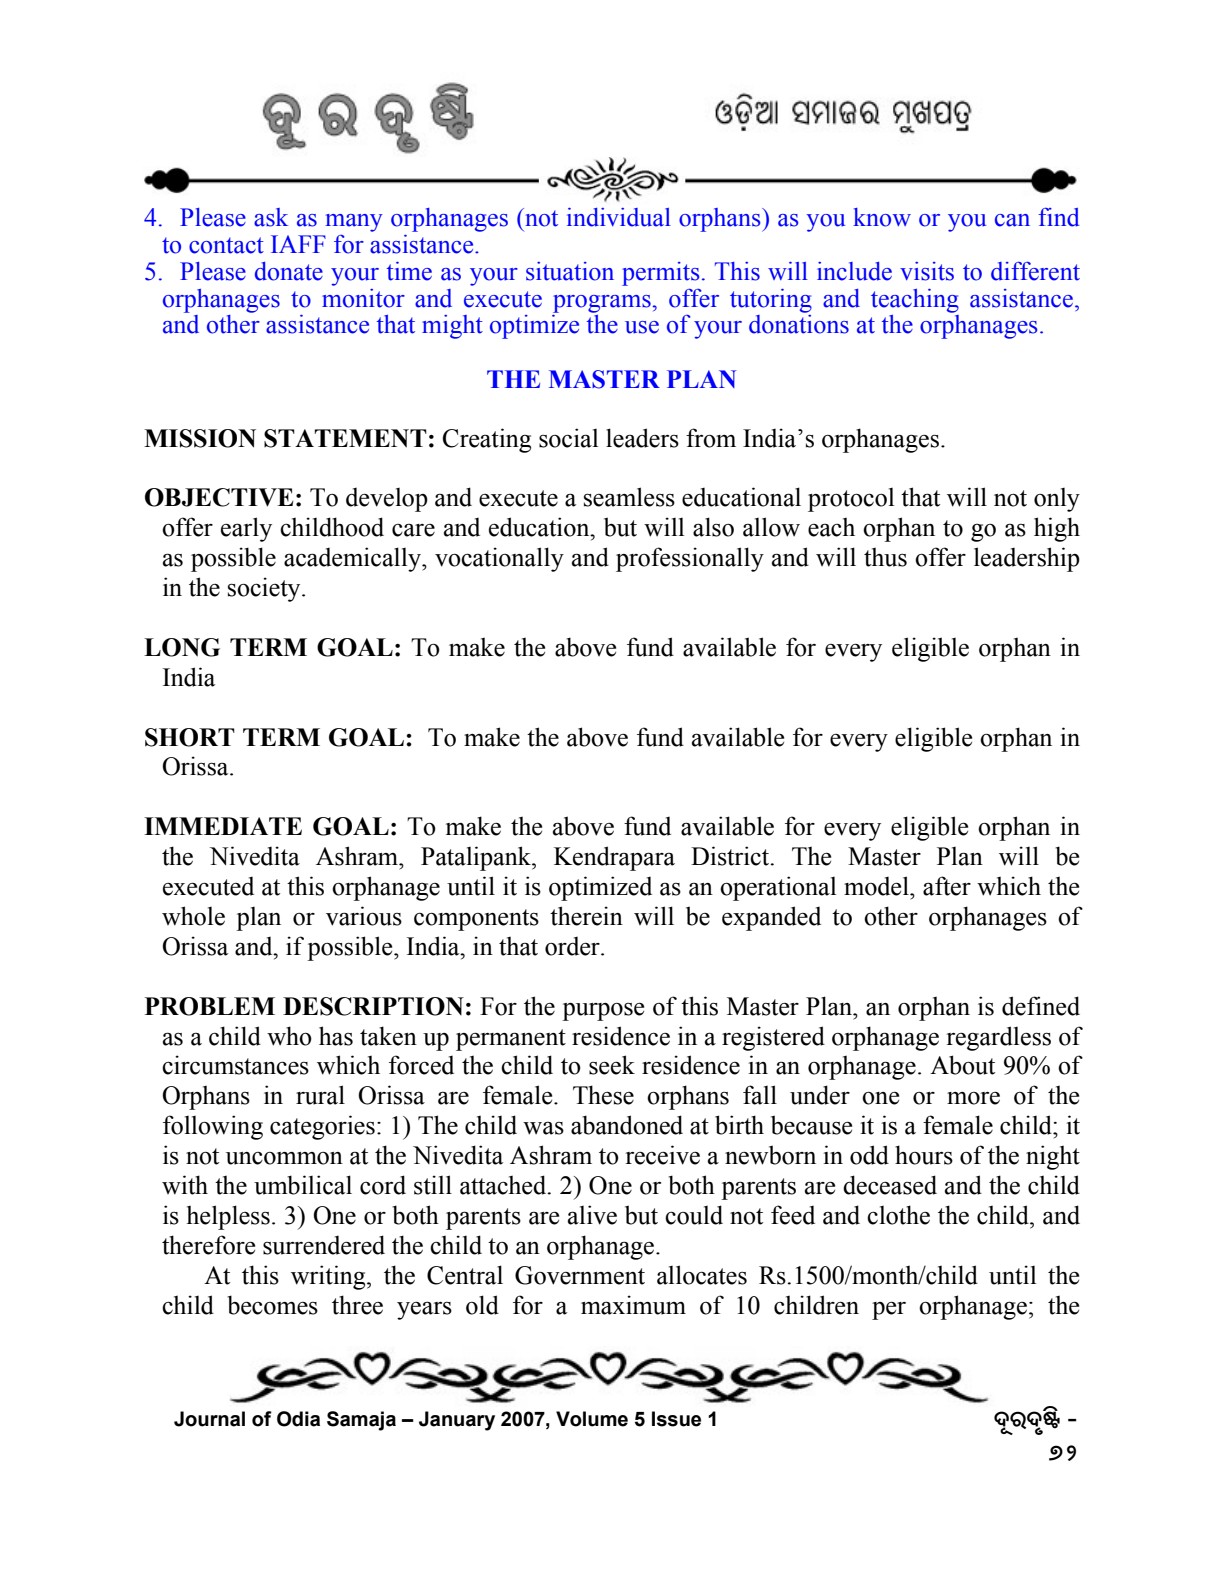 ଦୂରଦୃଷ୍ଟି ଓଡ଼ିଆ ସମାଜର ମୁଖପତ୍ର
4. Please ask as many orphanages (not individual orphans) as you know or you can find
to contact IAFF for assistance.
5. Please donate your time as your situation permits. This will include visits to different
orphanages to monitor and execute programs, offer tutoring and teaching assistance,
and other assistance that might optimize the use of your donations at the orphanages.
THE MASTER PLAN
MISSION STATEMENT: Creating social leaders from India’s orphanages.
OBJECTIVE: To develop and execute a seamless educational protocol that will not only
offer early childhood care and education, but will also allow each orphan to go as high
as possible academically, vocationally and professionally and will thus offer leadership
in the society.
LONG TERM GOAL: To make the above fund available for every eligible orphan in
India
SHORT TERM GOAL: To make the above fund available for every eligible orphan in
Orissa.
IMMEDIATE GOAL: To make the above fund available for every eligible orphan in
the Nivedita Ashram, Patalipank, Kendrapara District. The Master Plan will be
executed at this orphanage until it is optimized as an operational model, after which the
whole plan or various components therein will be expanded to other orphanages of
Orissa and, if possible, India, in that order.
PROBLEM DESCRIPTION: For the purpose of this Master Plan, an orphan is defined
as a child who has taken up permanent residence in a registered orphanage regardless of
circumstances which forced the child to seek residence in an orphanage. About 90% of
Orphans in rural Orissa are female. These orphans fall under one or more of the
following categories: 1) The child was abandoned at birth because it is a female child; it
is not uncommon at the Nivedita Ashram to receive a newborn in odd hours of the night
with the umbilical cord still attached. 2) One or both parents are deceased and the child
is helpless. 3) One or both parents are alive but could not feed and clothe the child, and
therefore surrendered the child to an orphanage.
At this writing, the Central Government allocates Rs.1500/month/child until the
child becomes three years old for a maximum of 10 children per orphanage; the
Journal of Odia Samaja – January 2007, Volume 5 Issue 1 ଦୂରଦୃଷ୍ଟି -
୭୨